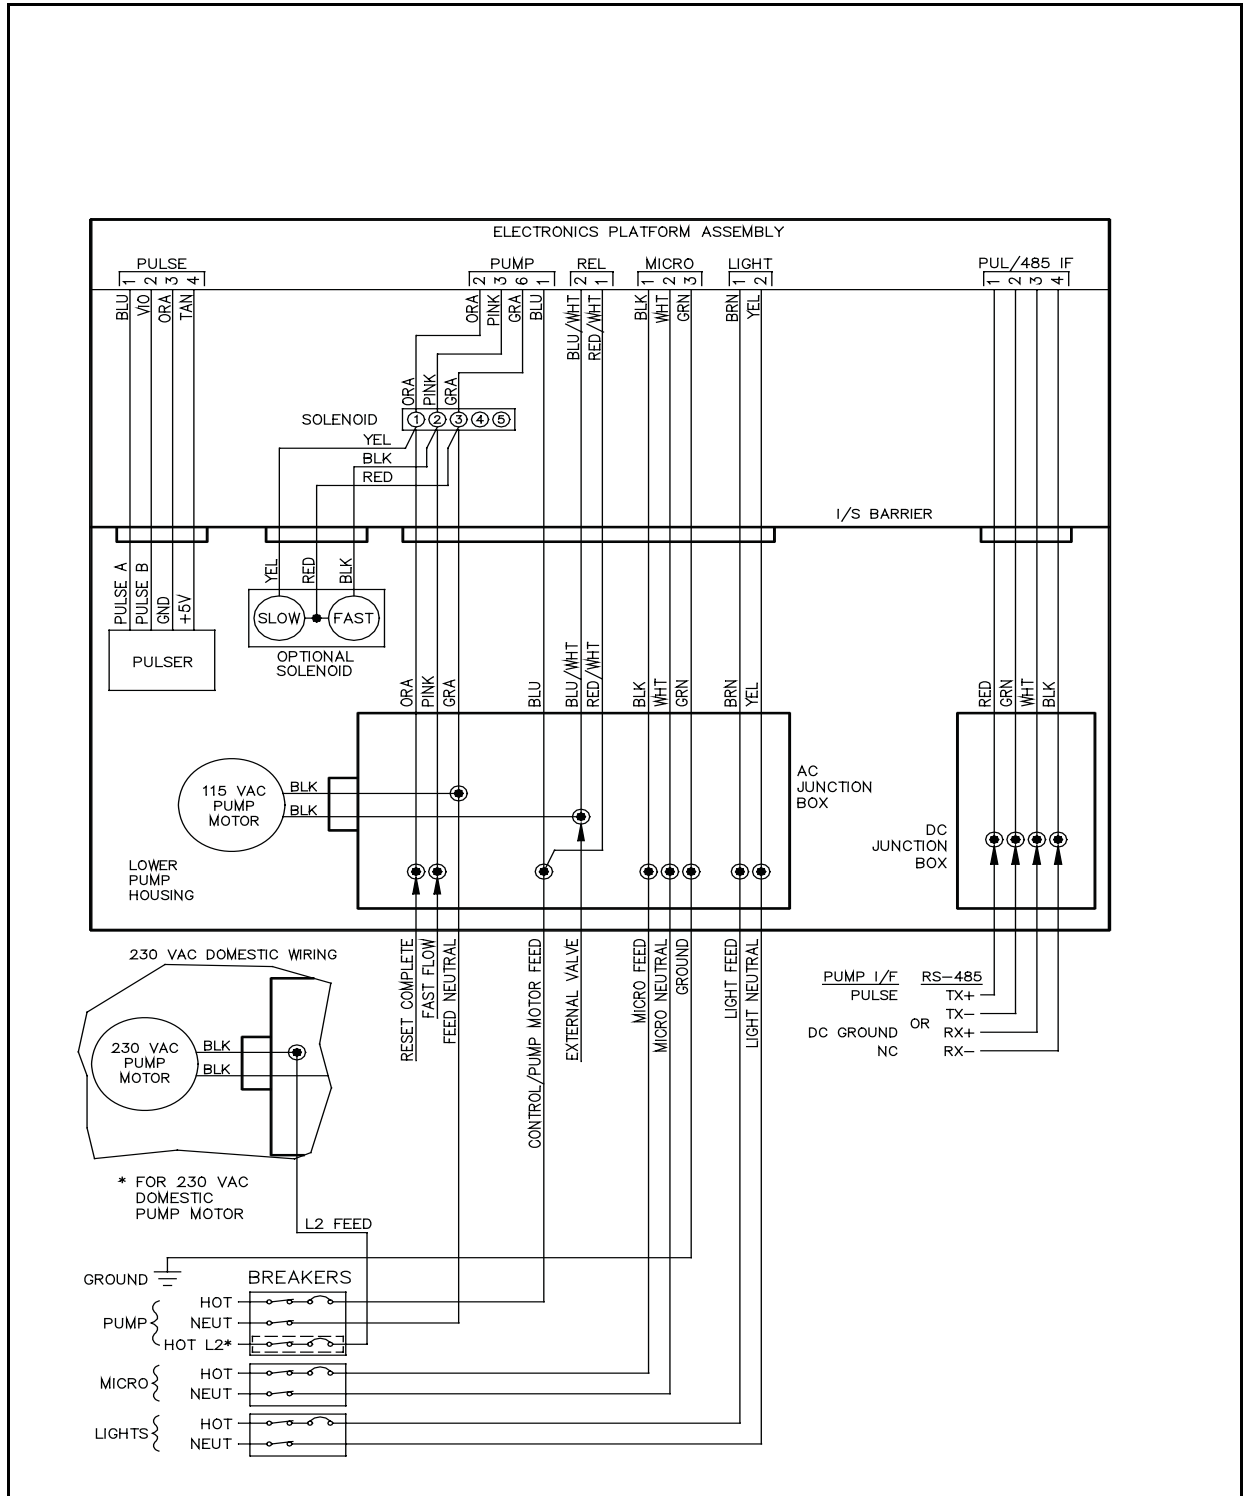 ELECTRONICS PLATFORM ASSEMBLY
PULSE
PUMP
REL
MICRO
LIGHT
PUL/485 IF
1 2 3 4
2 3 6 1
2 1
1 2 3
1 2
1 2 3 4
BLU
VIO
ORA
TAN
ORA
PINK
GRA
BLU
BLU/WHT
RED/WHT
BLK
WHT
GRN
BRN
YEL
ORA
PINK
GRA
SOLENOID
1 2 3 4 5
YEL
BLK
RED
I/S BARRIER
PULSE A
PULSE B
GND
+5V
YEL
RED
BLK
SLOW
FAST
PULSER
OPTIONAL
SOLENOID
ORA
PINK
GRA
BLU
BLU/WHT
RED/WHT
BLK
WHT
GRN
BRN
YEL
RED
GRN
WHT
BLK
115 VAC
PUMP
MOTOR
BLK
BLK
AC
JUNCTION
BOX
DC
JUNCTION
BOX
LOWER
PUMP
HOUSING
230 VAC DOMESTIC WIRING
RESET COMPLETE
FAST FLOW
FEED NEUTRAL
CONTROL/PUMP MOTOR FEED
EXTERNAL VALVE
MICRO FEED
MICRO NEUTRAL
GROUND
LIGHT FEED
LIGHT NEUTRAL
PUMP I/F RS-485
PULSE TX+
TX-
OR
DC GROUND RX+
NC RX-
230 VAC
PUMP
MOTOR
BLK
BLK
* FOR 230 VAC
DOMESTIC
PUMP MOTOR
L2 FEED
GROUND
BREAKERS
PUMP
HOT
NEUT
HOT L2*
MICRO
HOT
NEUT
LIGHTS
HOT
NEUT